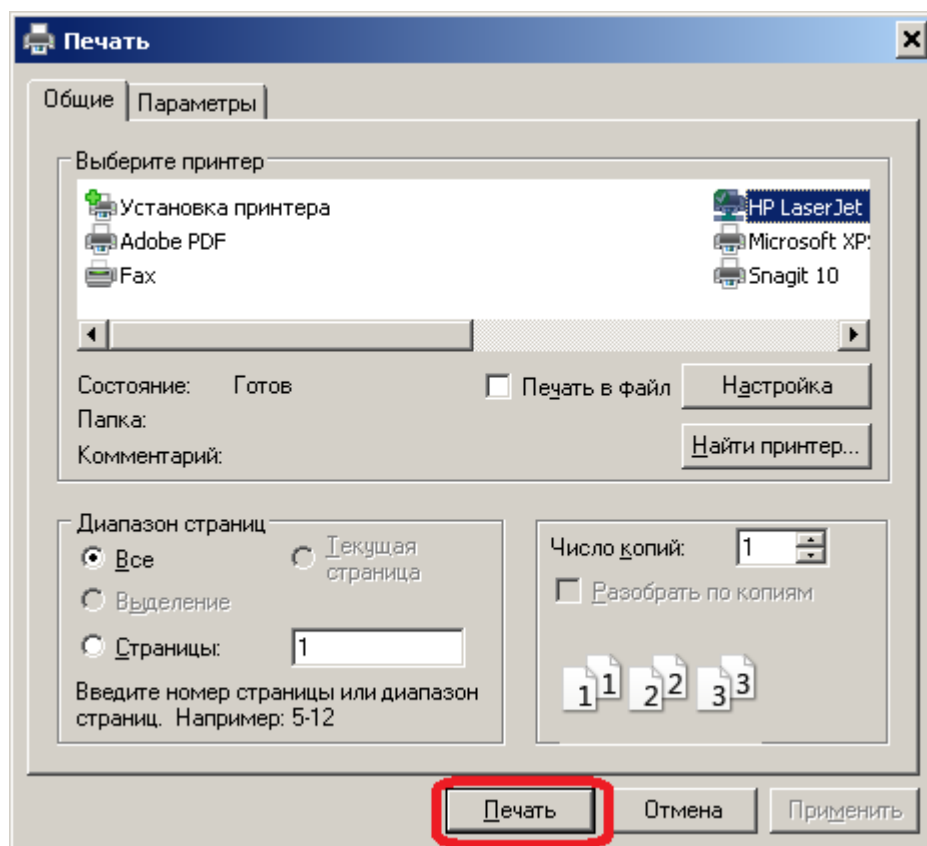 Печать
Общие
Параметры
Выберите принтер
Установка принтера
Adobe PDF
Fax
HP LaserJet
Microsoft XPS
Snagit 10
Состояние: Готов
Папка:
Комментарий:
Печать в файл
Настройка
Найти принтер...
Диапазон страниц
Все
Текущая
страница
Выделение
Страницы: 1
Введите номер страницы или диапазон
страниц. Например: 5-12
Число копий: 1
Разобрать по копиям
1 1 2 2 3 3
Печать
Отмена
Применить